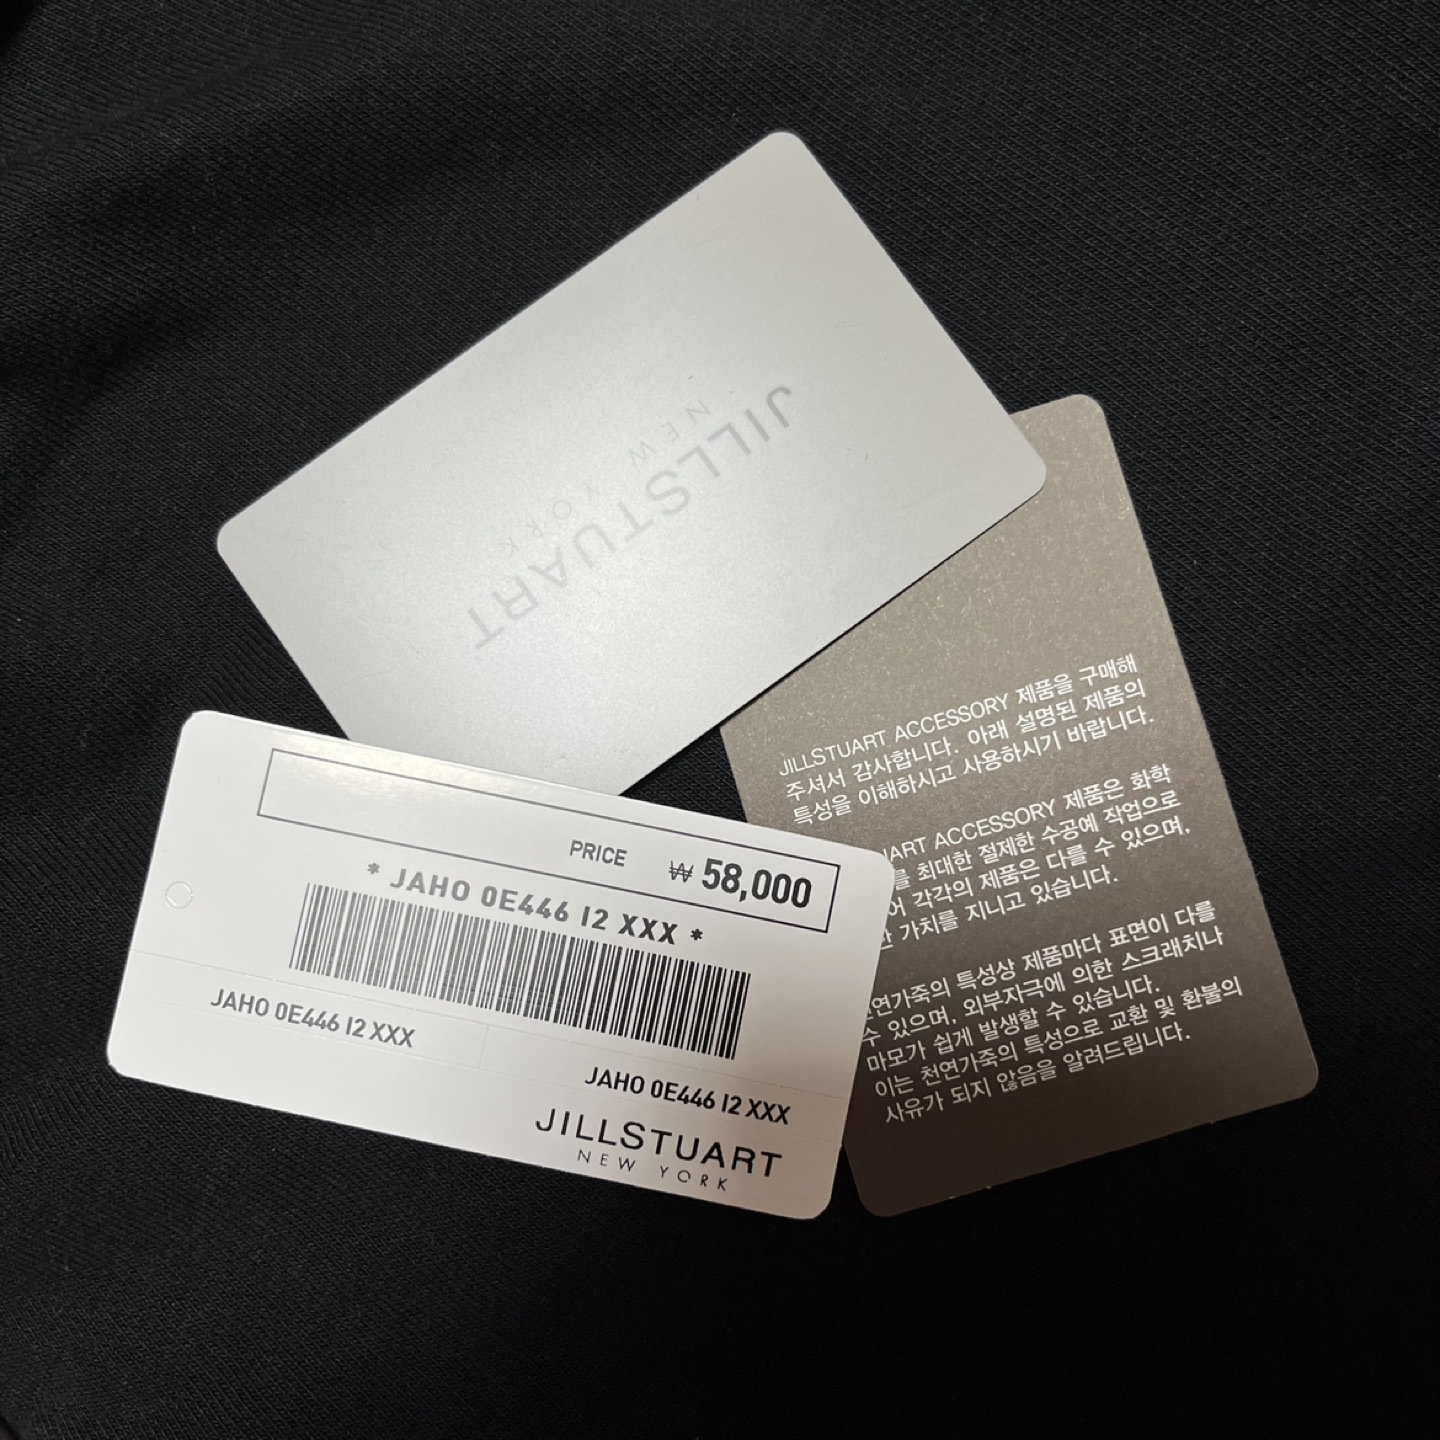 JILLSTUART
NEW YORK
PRICE ₩ 58,000
* JAHO 0E446 I2 XXX *
JAHO 0E446 I2 XXX
JAHO 0E446 I2 XXX
JILLSTUART
NEW YORK
JILLSTUART ACCESSORY 제품을 구매해
주셔서 감사합니다. 아래 설명된 제품의
특성을 이해하시고 사용하시기 바랍니다.
ART ACCESSORY 제품은 화학
를 최대한 절제한 수공예 작업으로
어 각각의 제품은 다를 수 있으며,
가치를 지니고 있습니다.
천연가죽의 특성상 제품마다 표면이 다를
수 있으며, 외부자극에 의한 스크래치나
마모가 쉽게 발생할 수 있습니다.
이는 천연가죽의 특성으로 교환 및 환불의
사유가 되지 않음을 알려드립니다.